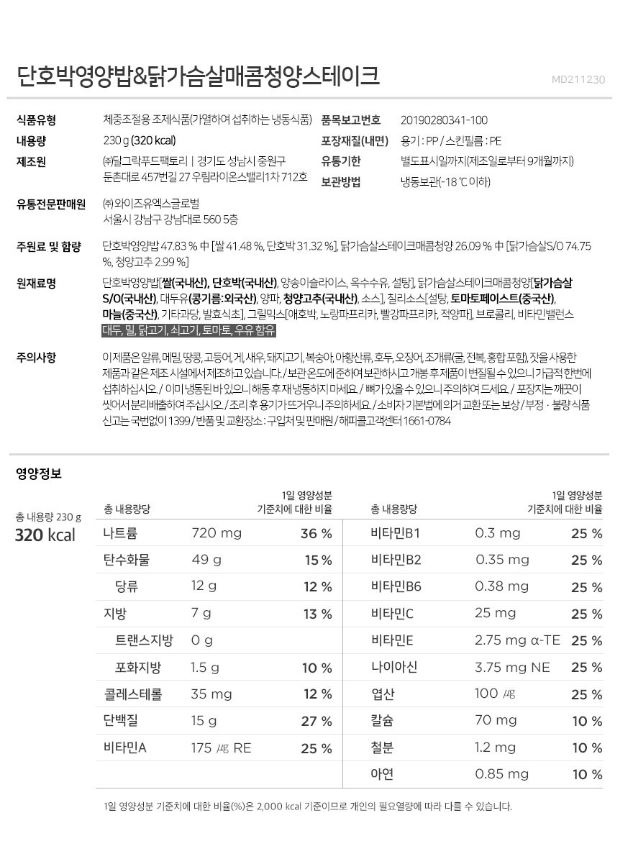 단호박영양밥&닭가슴살매콤청양스테이크
MD211230
식품유형 체중조절용 조제식품(가열하여 섭취하는 냉동식품) 품목보고번호 20190280341-100
내용량 230 g (320 kcal) 포장재질(내면) 용기 : PP / 스킨필름 : PE
제조원 ㈜달그락푸드팩토리 | 경기도 성남시 중원구 유통기한 별도표시일까지(제조일로부터 9개월까지)
둔촌대로 457번길 27 우림라이온스밸리1차 712호 보관방법 냉동보관(-18 ℃ 이하)
유통전문판매원 ㈜와이즈유엑스글로벌
서울시 강남구 강남대로 560 5층
주원료 및 함량 단호박영양밥 47.83 % 中 [쌀 41.48 %, 단호박 31.32 %], 닭가슴살스테이크매콤청양 26.09 % 中 [닭가슴살S/O 74.75
%, 청양고추 2.99 %]
원재료명 단호박영양밥[쌀(국내산), 단호박(국내산), 양송이슬라이스, 옥수수유, 설탕], 닭가슴살스테이크매콤청양[닭가슴살
S/O(국내산), 대두유(콩기름:외국산), 양파, 청양고추(국내산), 소스], 칠리소스[설탕, 토마토페이스트(중국산),
마늘(중국산), 기타과당, 발효식초], 그릴믹스[애호박, 노랑파프리카, 빨강파프리카, 적양파], 브로콜리, 비타민밸런스
대두, 밀, 닭고기, 쇠고기, 토마토, 우유 함유
주의사항 이 제품은 알류, 메밀, 땅콩, 고등어, 게, 새우, 돼지고기, 복숭아, 아황산류, 호두, 오징어, 조개류(굴, 전복, 홍합 포함), 잣을 사용한
제품과 같은 제조 시설에서 제조하고 있습니다. / 보관 온도에 준하여 보관하시고 개봉 후 제품이 변질될 수 있으니 가급적 한번에
섭취하십시오. / 이미 냉동된 바 있으니 해동 후 재 냉동하지 마세요. / 뼈가 있을 수 있으니 주의하여 드세요. / 포장지는 깨끗이
씻어서 분리배출하여 주십시오. / 조리 후 용기가 뜨거우니 주의하세요. / 소비자 기본법에 의거 교환 또는 보상 / 부정·불량식품
신고는 국번없이 1399 / 반품 및 교환장소 : 구입처 및 판매원 / 해피콜고객센터 1661-0784
영양정보
총 내용량 230 g
320 kcal
총 내용량당 1일 영양성분 기준치에 대한 비율 총 내용량당 1일 영양성분 기준치에 대한 비율
나트륨 720 mg 36 % 비타민B1 0.3 mg 25 %
탄수화물 49 g 15 % 비타민B2 0.35 mg 25 %
당류 12 g 12 % 비타민B6 0.38 mg 25 %
지방 7 g 13 % 비타민C 25 mg 25 %
트랜스지방 0 g 비타민E 2.75 mg α-TE 25 %
포화지방 1.5 g 10 % 나이아신 3.75 mg NE 25 %
콜레스테롤 35 mg 12 % 엽산 100 ㎍ 25 %
단백질 15 g 27 % 칼슘 70 mg 10 %
비타민A 175 ㎍ RE 25 % 철분 1.2 mg 10 %
아연 0.85 mg 10 %
1일 영양성분 기준치에 대한 비율(%)은 2,000 kcal 기준이므로 개인의 필요열량에 따라 다를 수 있습니다.